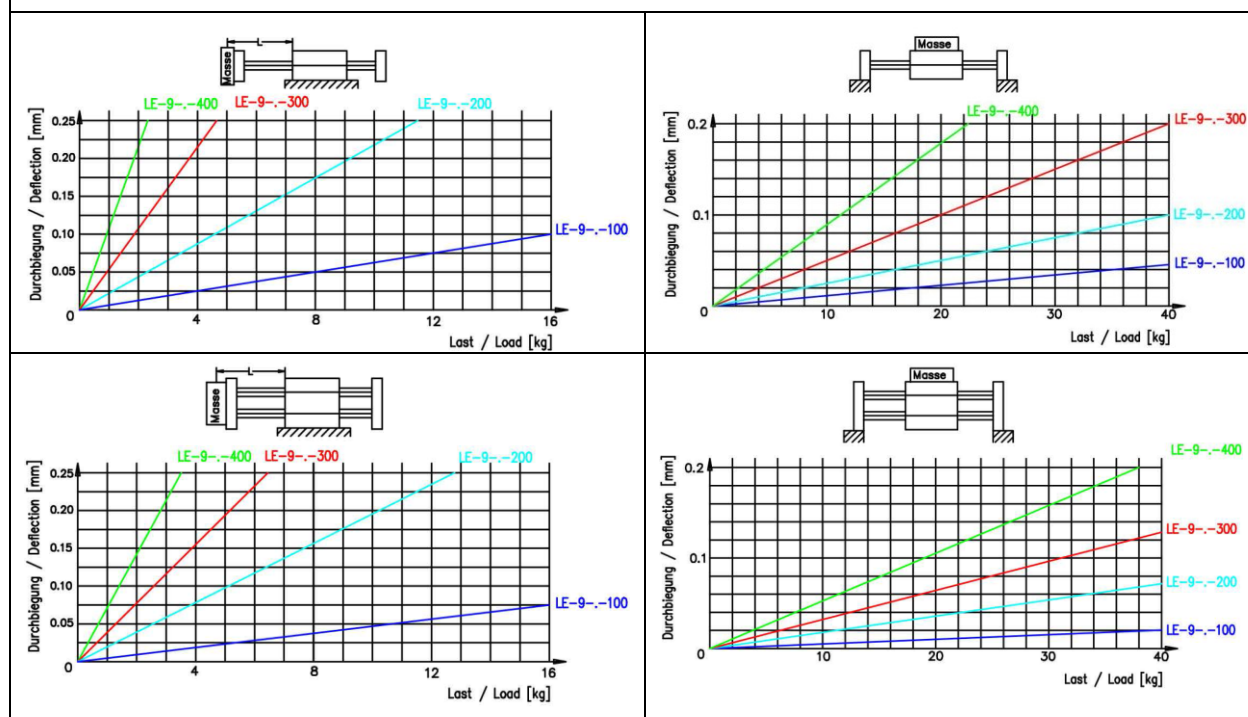 L
Masse
LE-9-.-400 LE-9-.-300 LE-9-.-200
Durchbiegung / Deflection [mm]
0.25
0.20
0.15
0.10
0.05
0
LE-9-.-100
4 8 12 16
Last / Load [kg]
Masse
LE-9-.-400
LE-9-.-300
LE-9-.-200
LE-9-.-100
Durchbiegung / Deflection [mm]
0.2
0.1
0
10 20 30 40
Last / Load [kg]
L
Masse
LE-9-.-400 LE-9-.-300 LE-9-.-200
Durchbiegung / Deflection [mm]
0.25
0.20
0.15
0.10
0.05
0
LE-9-.-100
4 8 12 16
Last / Load [kg]
Masse
LE-9-.-400
LE-9-.-300
LE-9-.-200
LE-9-.-100
Durchbiegung / Deflection [mm]
0.2
0.1
0
10 20 30 40
Last / Load [kg]